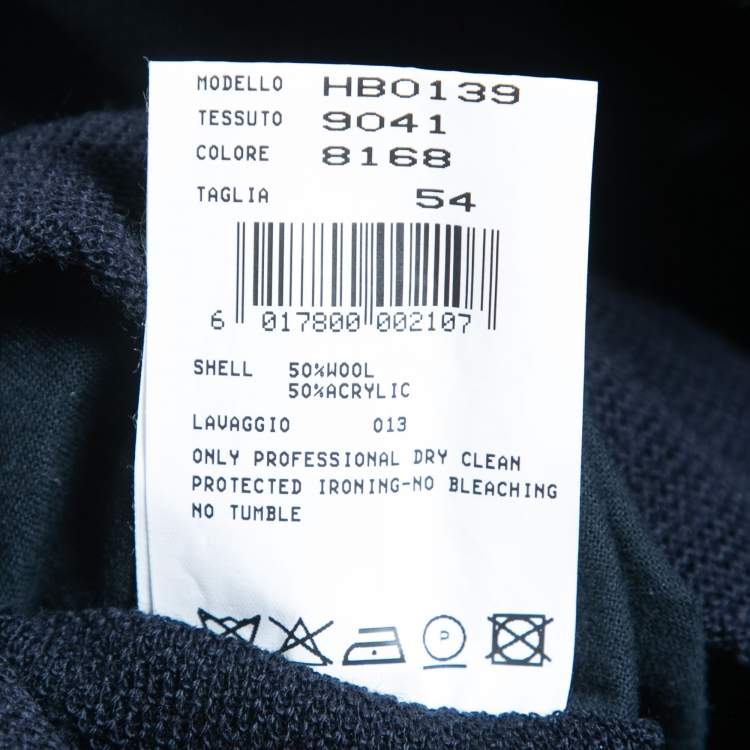 MODELLO HB0139
TESSUTO 9041
COLORE 8168
TAGLIA 54
6 017800 002107
SHELL 50%WOOL
50%ACRYLIC
LAVAGGIO 013
ONLY PROFESSIONAL DRY CLEAN
PROTECTED IRONING-NO BLEACHING
NO TUMBLE
P